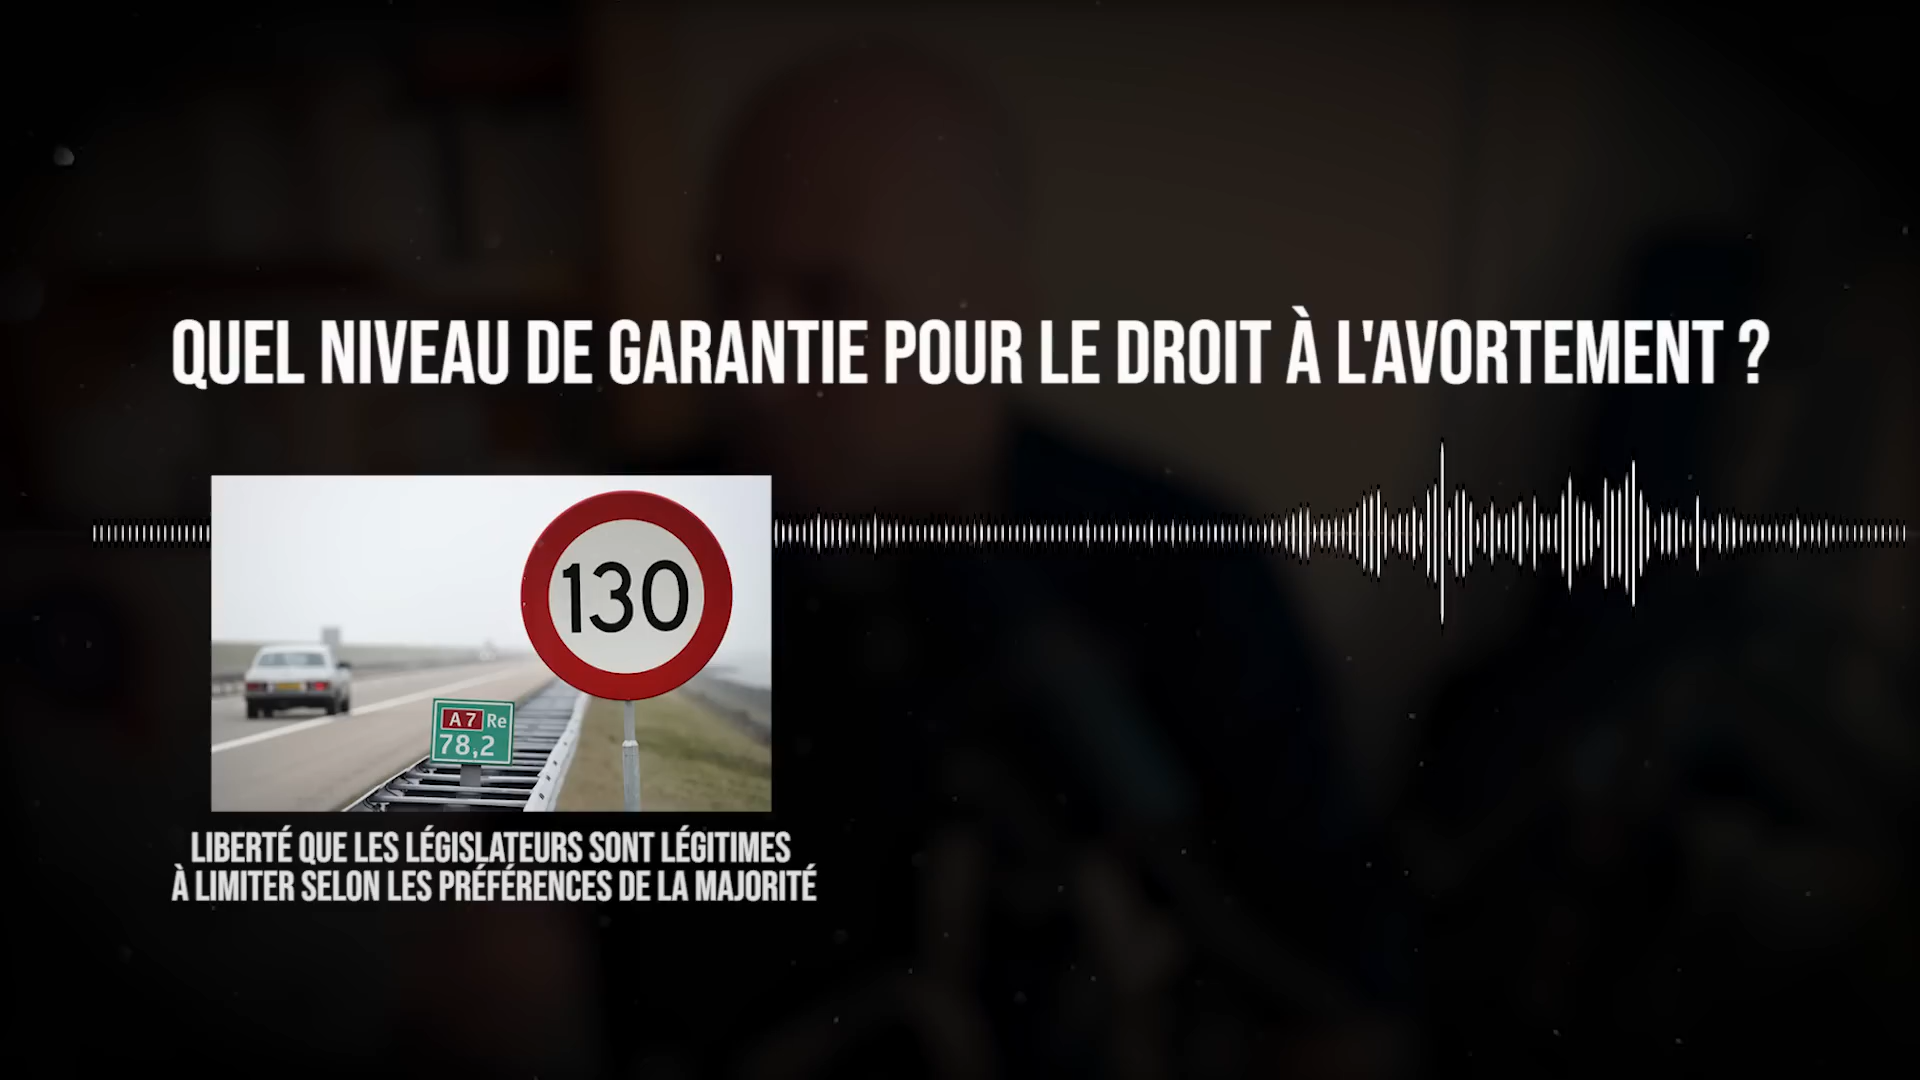 QUEL NIVEAU DE GARANTIE POUR LE DROIT À L'AVORTEMENT ?
130
A7 Re
78,2
LIBERTÉ QUE LES LÉGISLATEURS SONT LÉGITIMES
À LIMITER SELON LES PRÉFÉRENCES DE LA MAJORITÉ